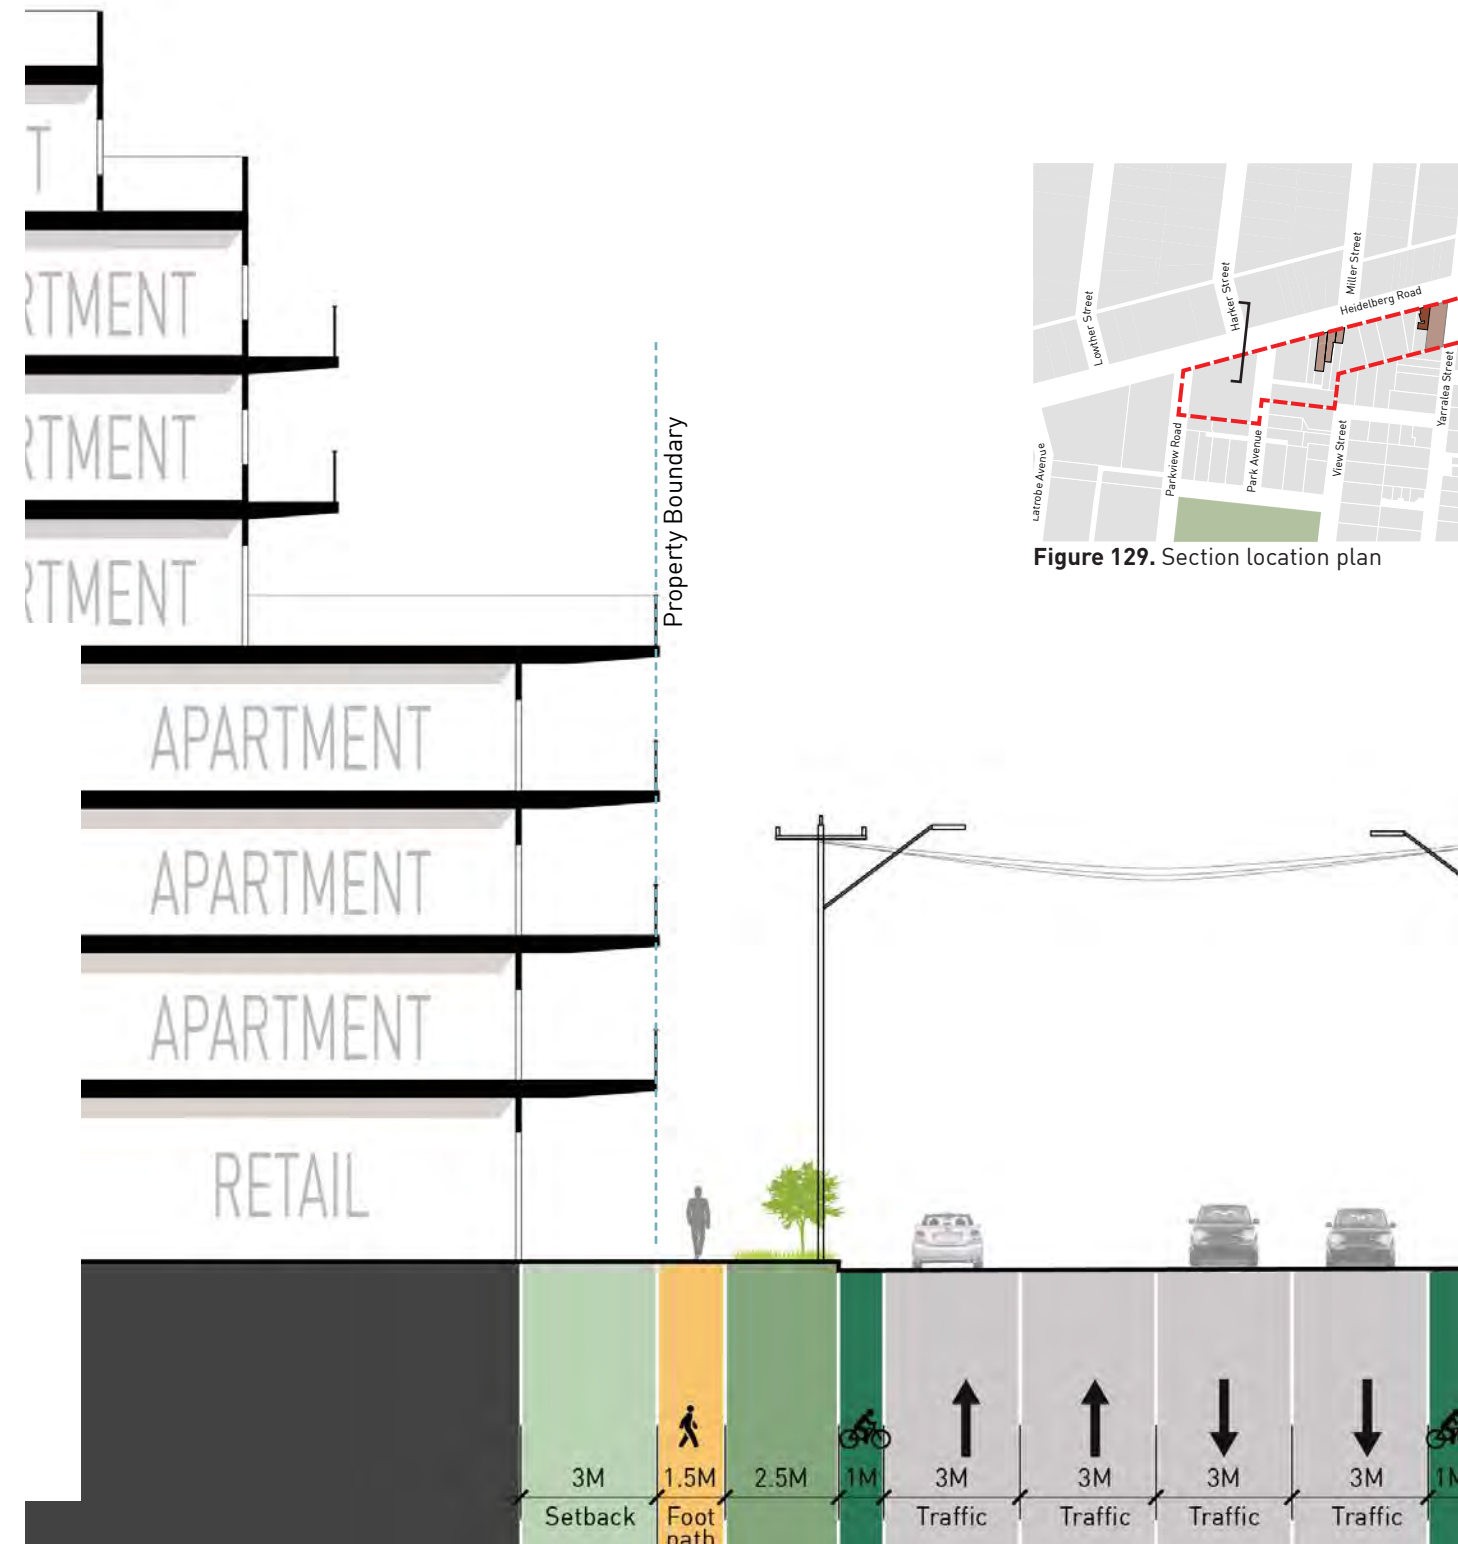 T
RTMENT
RTMENT
RTMENT
APARTMENT
APARTMENT
APARTMENT
RETAIL
Property Boundary
Lowther Street
Harker Street
Miller Street
Heidelberg Road
Latrobe Avenue
Parkview Road
Park Avenue
View Street
Yarralea Street
Figure 129. Section location plan
3M
Setback
1.5M
Foot
path
2.5M
1M
3M
Traffic
3M
Traffic
3M
Traffic
3M
Traffic
1M